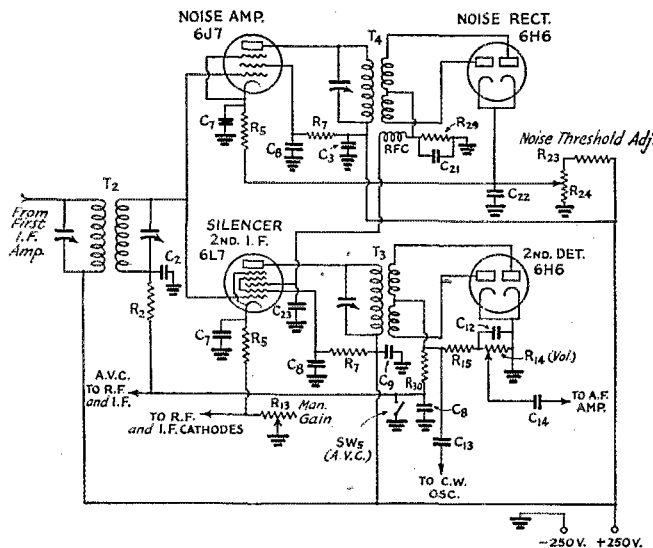 NOISE AMP.
6J7
T4
NOISE RECT.
6H6
C7
R5
R7
C8
C3
RFC
R29
C21
Noise Threshold Adj.
R23
R24
C22
T2
From
First
I.F.
Amp.
C2
R2
SILENCER
2ND. I.F.
6L7
C23
C7
R5
T3
2ND. DET.
6H6
C12
R15
R14 (Vol)
C8
R7
C9
R30
C8
C13
C14
TO A.F.
AMP.
A.V.C.
TO R.F.
and I.F.
TO R.F.
and I.F. CATHODES
R13
Man.
Gain
SW5
(A.V.C.)
TO C.W.
OSC.
-250V. +250V.